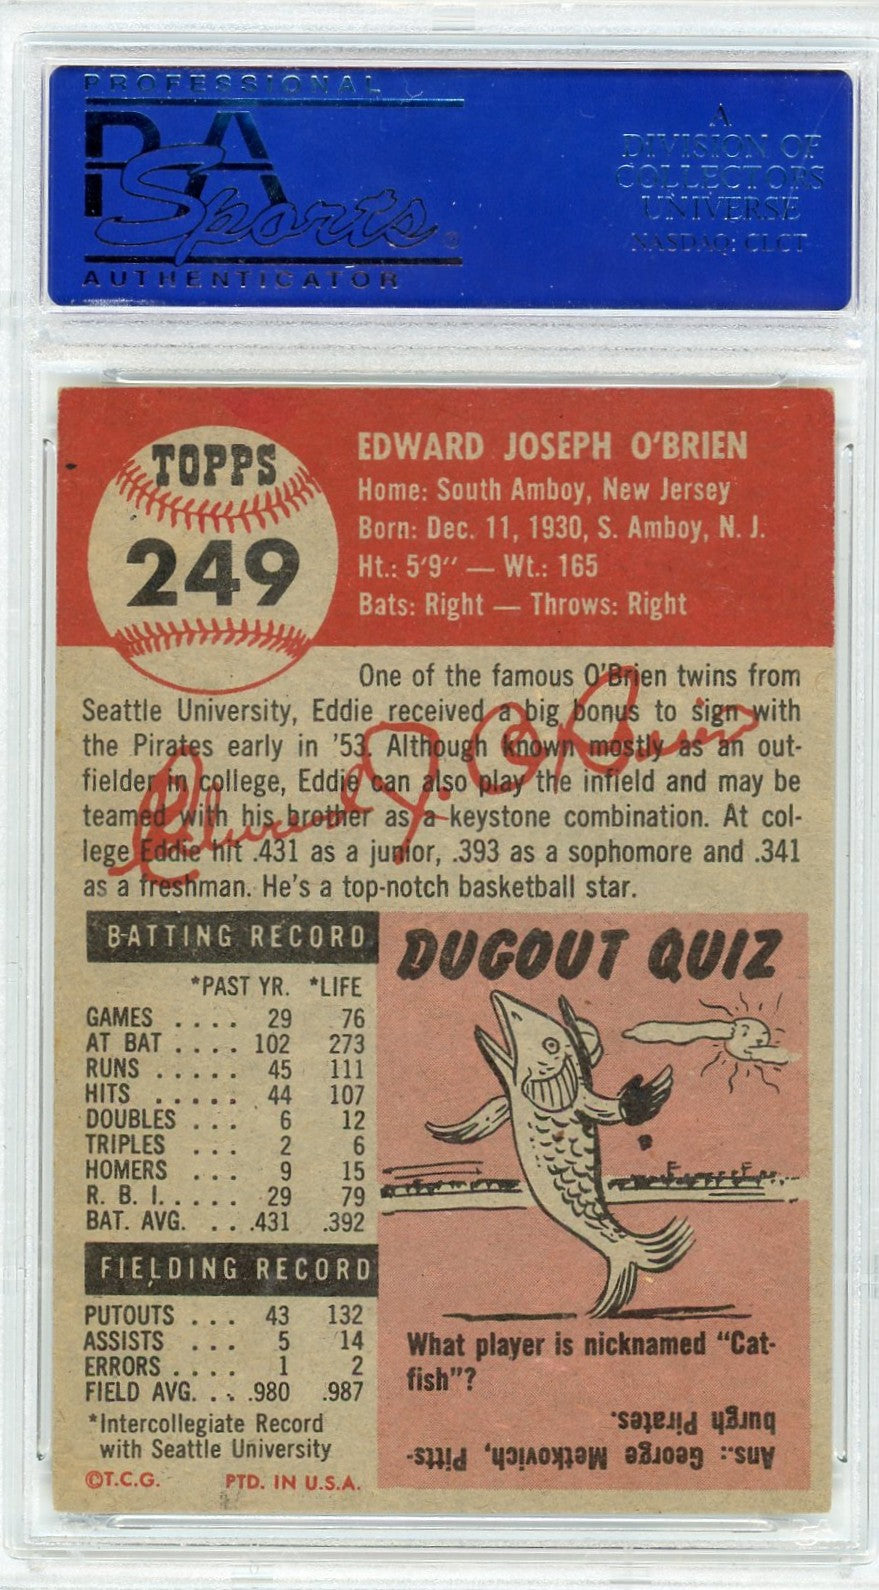 PROFESSIONAL
PSA
Sports®
AUTHENTICATOR
A
DIVISION OF
COLLECTORS
UNIVERSE
NASDAQ: CLCT
TOPPS
249
EDWARD JOSEPH O'BRIEN
Home: South Amboy, New Jersey
Born: Dec. 11, 1930, S. Amboy, N. J.
Ht.: 5'9" — Wt.: 165
Bats: Right — Throws: Right
One of the famous O'Brien twins from
Seattle University, Eddie received a big bonus to sign with
the Pirates early in '53. Although known mostly as an out-
fielder in college, Eddie can also play the infield and may be
teamed with his brother as a keystone combination. At col-
lege Eddie hit .431 as a junior, .393 as a sophomore and .341
as a freshman. He's a top-notch basketball star.
Edward J. O'Brien
BATTING RECORD
*PAST YR. *LIFE
GAMES .... 29 76
AT BAT .... 102 273
RUNS ..... 45 111
HITS ..... 44 107
DOUBLES ... 6 12
TRIPLES ... 2 6
HOMERS ... 9 15
R. B. I. .... 29 79
BAT. AVG. ... .431 .392
FIELDING RECORD
PUTOUTS ... 43 132
ASSISTS ... 5 14
ERRORS .... 1 2
FIELD AVG. ... .980 .987
*Intercollegiate Record
with Seattle University
©T.C.G. PTD. IN U.S.A.
DUGOUT QUIZ
What player is nicknamed "Cat-
fish"?
Ans.: George Metkovich, Pitts-
burgh Pirates.